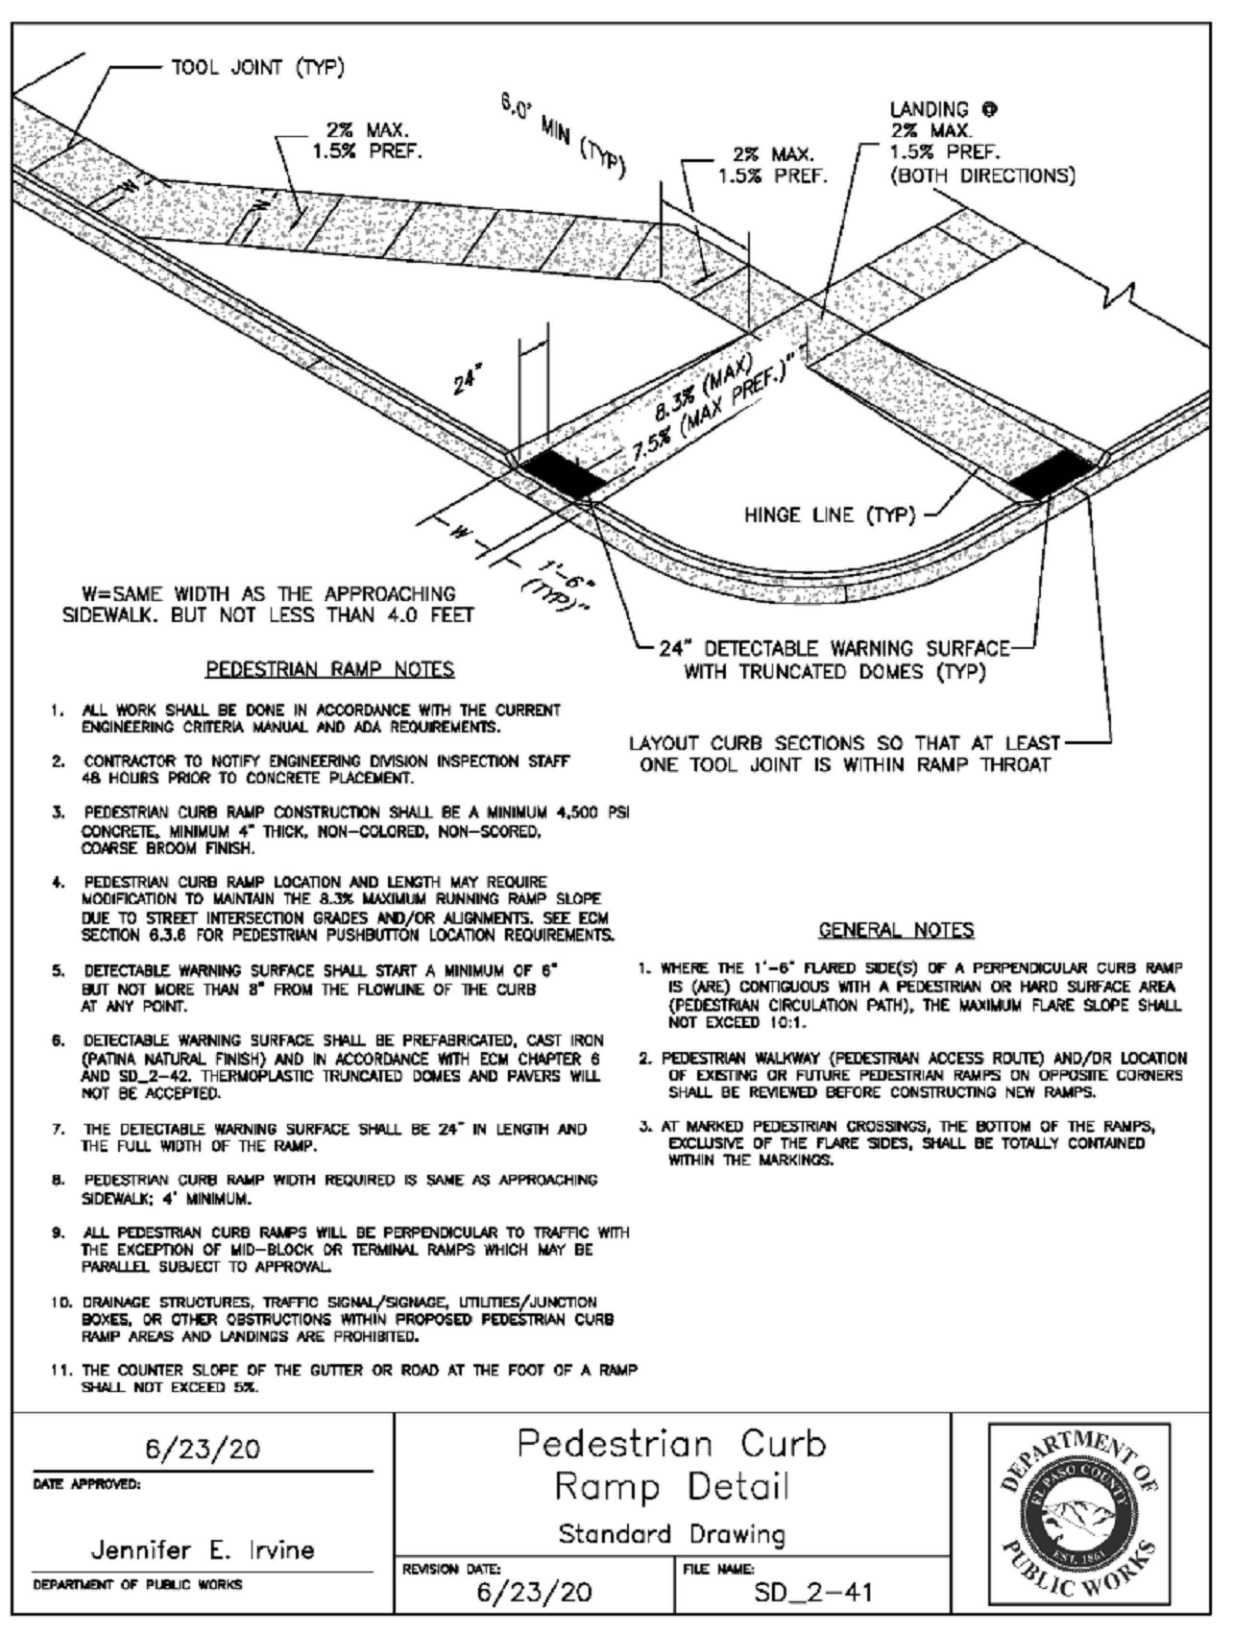 TOOL JOINT (TYP)
2% MAX.
1.5% PREF.
6.0' MIN (TYP)
2% MAX.
1.5% PREF.
LANDING @
2% MAX.
1.5% PREF.
(BOTH DIRECTIONS)
W
W
24"
8.3% (MAX)
7.5% (MAX PREF.)"
HINGE LINE (TYP)
W
1'-6"
(TYP)"
W=SAME WIDTH AS THE APPROACHING
SIDEWALK. BUT NOT LESS THAN 4.0 FEET
24" DETECTABLE WARNING SURFACE
WITH TRUNCATED DOMES (TYP)
LAYOUT CURB SECTIONS SO THAT AT LEAST
ONE TOOL JOINT IS WITHIN RAMP THROAT
PEDESTRIAN RAMP NOTES
1. ALL WORK SHALL BE DONE IN ACCORDANCE WITH THE CURRENT
ENGINEERING CRITERIA MANUAL AND ADA REQUIREMENTS.
2. CONTRACTOR TO NOTIFY ENGINEERING DIVISION INSPECTION STAFF
48 HOURS PRIOR TO CONCRETE PLACEMENT.
3. PEDESTRIAN CURB RAMP CONSTRUCTION SHALL BE A MINIMUM 4,500 PSI
CONCRETE, MINIMUM 4" THICK, NON-COLORED, NON-SCORED,
COARSE BROOM FINISH.
4. PEDESTRIAN CURB RAMP LOCATION AND LENGTH MAY REQUIRE
MODIFICATION TO MAINTAIN THE 8.3% MAXIMUM RUNNING RAMP SLOPE
DUE TO STREET INTERSECTION GRADES AND/OR ALIGNMENTS. SEE ECM
SECTION 6.3.6 FOR PEDESTRIAN PUSHBUTTON LOCATION REQUIREMENTS.
5. DETECTABLE WARNING SURFACE SHALL START A MINIMUM OF 6"
BUT NOT MORE THAN 8" FROM THE FLOWLINE OF THE CURB
AT ANY POINT.
6. DETECTABLE WARNING SURFACE SHALL BE PREFABRICATED, CAST IRON
(PATINA NATURAL FINISH) AND IN ACCORDANCE WITH ECM CHAPTER 6
AND SD_2-42. THERMOPLASTIC TRUNCATED DOMES AND PAVERS WILL
NOT BE ACCEPTED.
7. THE DETECTABLE WARNING SURFACE SHALL BE 24" IN LENGTH AND
THE FULL WIDTH OF THE RAMP.
8. PEDESTRIAN CURB RAMP WIDTH REQUIRED IS SAME AS APPROACHING
SIDEWALK; 4' MINIMUM.
9. ALL PEDESTRIAN CURB RAMPS WILL BE PERPENDICULAR TO TRAFFIC WITH
THE EXCEPTION OF MID-BLOCK OR TERMINAL RAMPS WHICH MAY BE
PARALLEL SUBJECT TO APPROVAL.
10. DRAINAGE STRUCTURES, TRAFFIC SIGNAL/SIGNAGE, UTILITIES/JUNCTION
BOXES, OR OTHER OBSTRUCTIONS WITHIN PROPOSED PEDESTRIAN CURB
RAMP AREAS AND LANDINGS ARE PROHIBITED.
11. THE COUNTER SLOPE OF THE GUTTER OR ROAD AT THE FOOT OF A RAMP
SHALL NOT EXCEED 5%.
GENERAL NOTES
1. WHERE THE 1'-6" FLARED SIDE(S) OF A PERPENDICULAR CURB RAMP
IS (ARE) CONTIGUOUS WITH A PEDESTRIAN OR HARD SURFACE AREA
(PEDESTRIAN CIRCULATION PATH), THE MAXIMUM FLARE SLOPE SHALL
NOT EXCEED 10:1.
2. PEDESTRIAN WALKWAY (PEDESTRIAN ACCESS ROUTE) AND/OR LOCATION
OF EXISTING OR FUTURE PEDESTRIAN RAMPS ON OPPOSITE CORNERS
SHALL BE REVIEWED BEFORE CONSTRUCTING NEW RAMPS.
3. AT MARKED PEDESTRIAN CROSSINGS, THE BOTTOM OF THE RAMPS,
EXCLUSIVE OF THE FLARE SIDES, SHALL BE TOTALLY CONTAINED
WITHIN THE MARKINGS.
6/23/20
DATE APPROVED:
Jennifer E. Irvine
DEPARTMENT OF PUBLIC WORKS
Pedestrian Curb
Ramp Detail
Standard Drawing
REVISION DATE:
6/23/20
FILE NAME:
SD_2-41
DEPARTMENT OF
EL PASO COUNTY
EST. 1861
PUBLIC WORKS